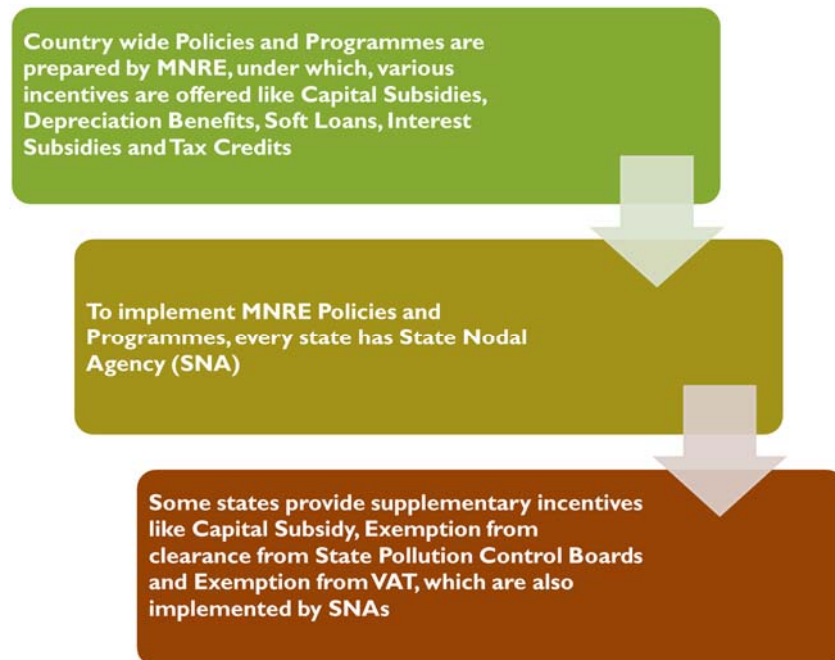 Country wide Policies and Programmes are
prepared by MNRE, under which, various
incentives are offered like Capital Subsidies,
Depreciation Benefits, Soft Loans, Interest
Subsidies and Tax Credits
To implement MNRE Policies and
Programmes, every state has State Nodal
Agency (SNA)
Some states provide supplementary incentives
like Capital Subsidy, Exemption from
clearance from State Pollution Control Boards
and Exemption from VAT, which are also
implemented by SNAs